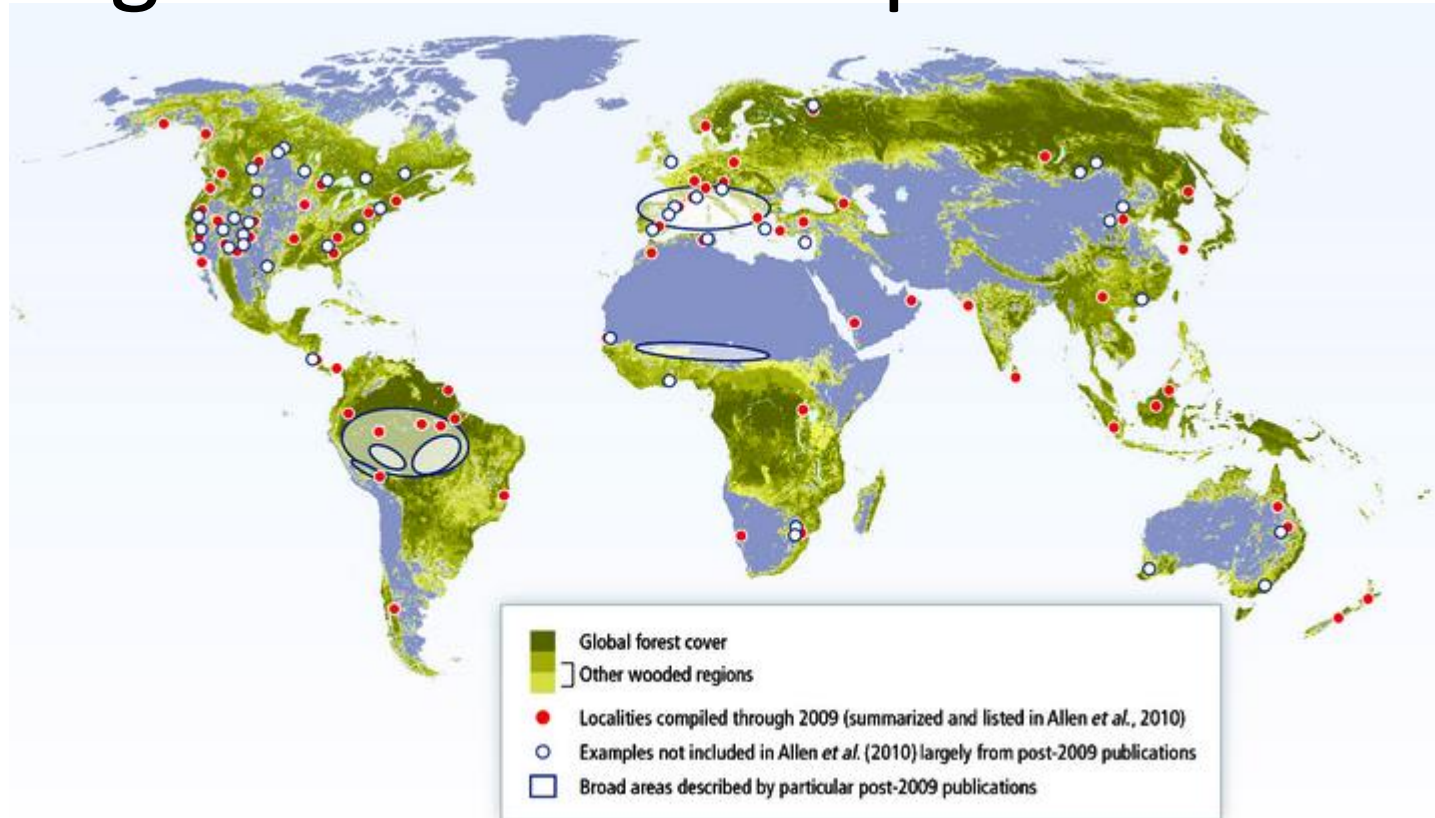 Global forest cover
Other wooded regions
Localities compiled through 2009 (summarized and listed in Allen et al., 2010)
Examples not included in Allen et al. (2010) largely from post-2009 publications
Broad areas described by particular post-2009 publications